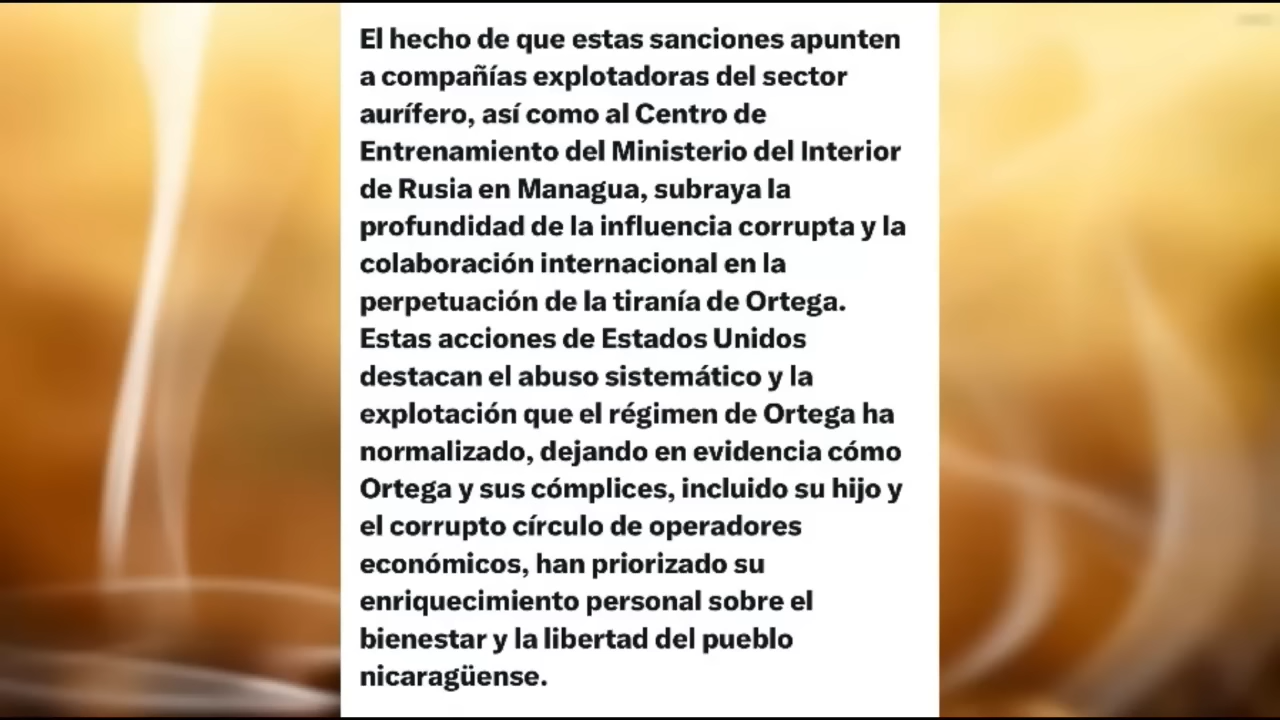 El hecho de que estas sanciones apunten
a compañías explotadoras del sector
aurífero, así como al Centro de
Entrenamiento del Ministerio del Interior
de Rusia en Managua, subraya la
profundidad de la influencia corrupta y la
colaboración internacional en la
perpetuación de la tiranía de Ortega.
Estas acciones de Estados Unidos
destacan el abuso sistemático y la
explotación que el régimen de Ortega ha
normalizado, dejando en evidencia cómo
Ortega y sus cómplices, incluido su hijo y
el corrupto círculo de operadores
económicos, han priorizado su
enriquecimiento personal sobre el
bienestar y la libertad del pueblo
nicaragüense.